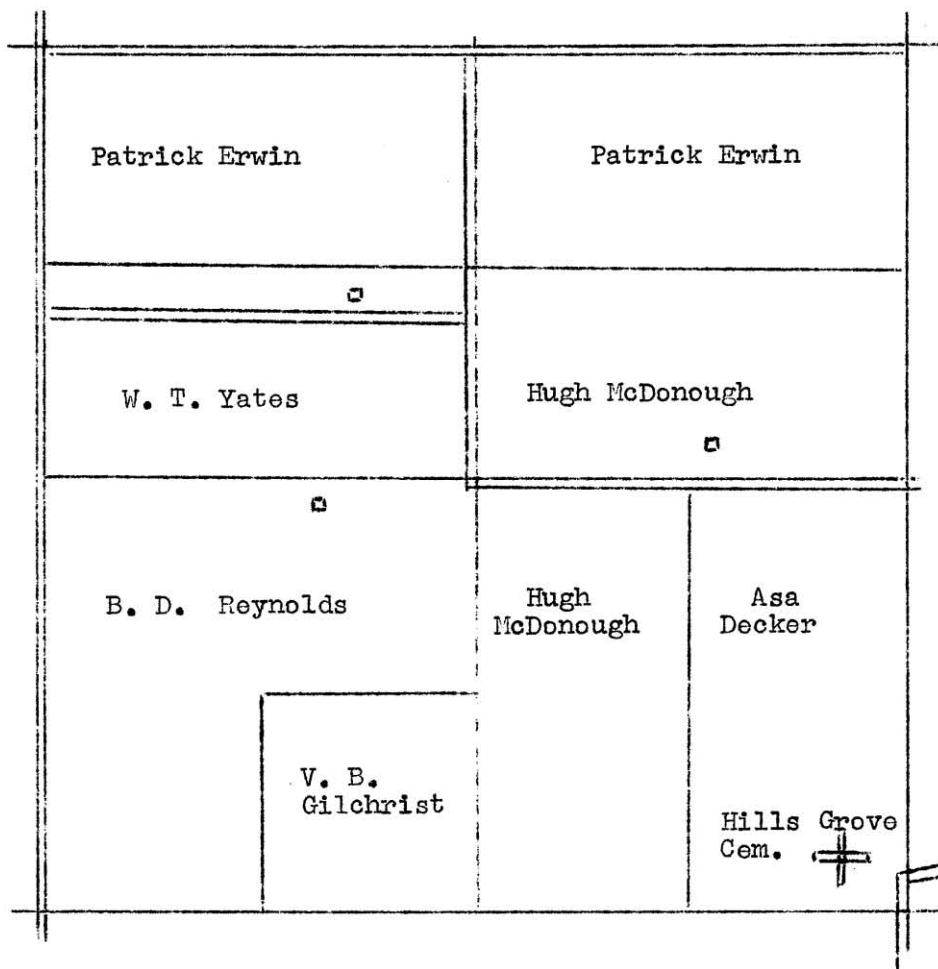 Patrick Erwin
Patrick Erwin
W. T. Yates
Hugh McDonough
B. D. Reynolds
Hugh
McDonough
Asa
Decker
V. B.
Gilchrist
Hills Grove
Cem.